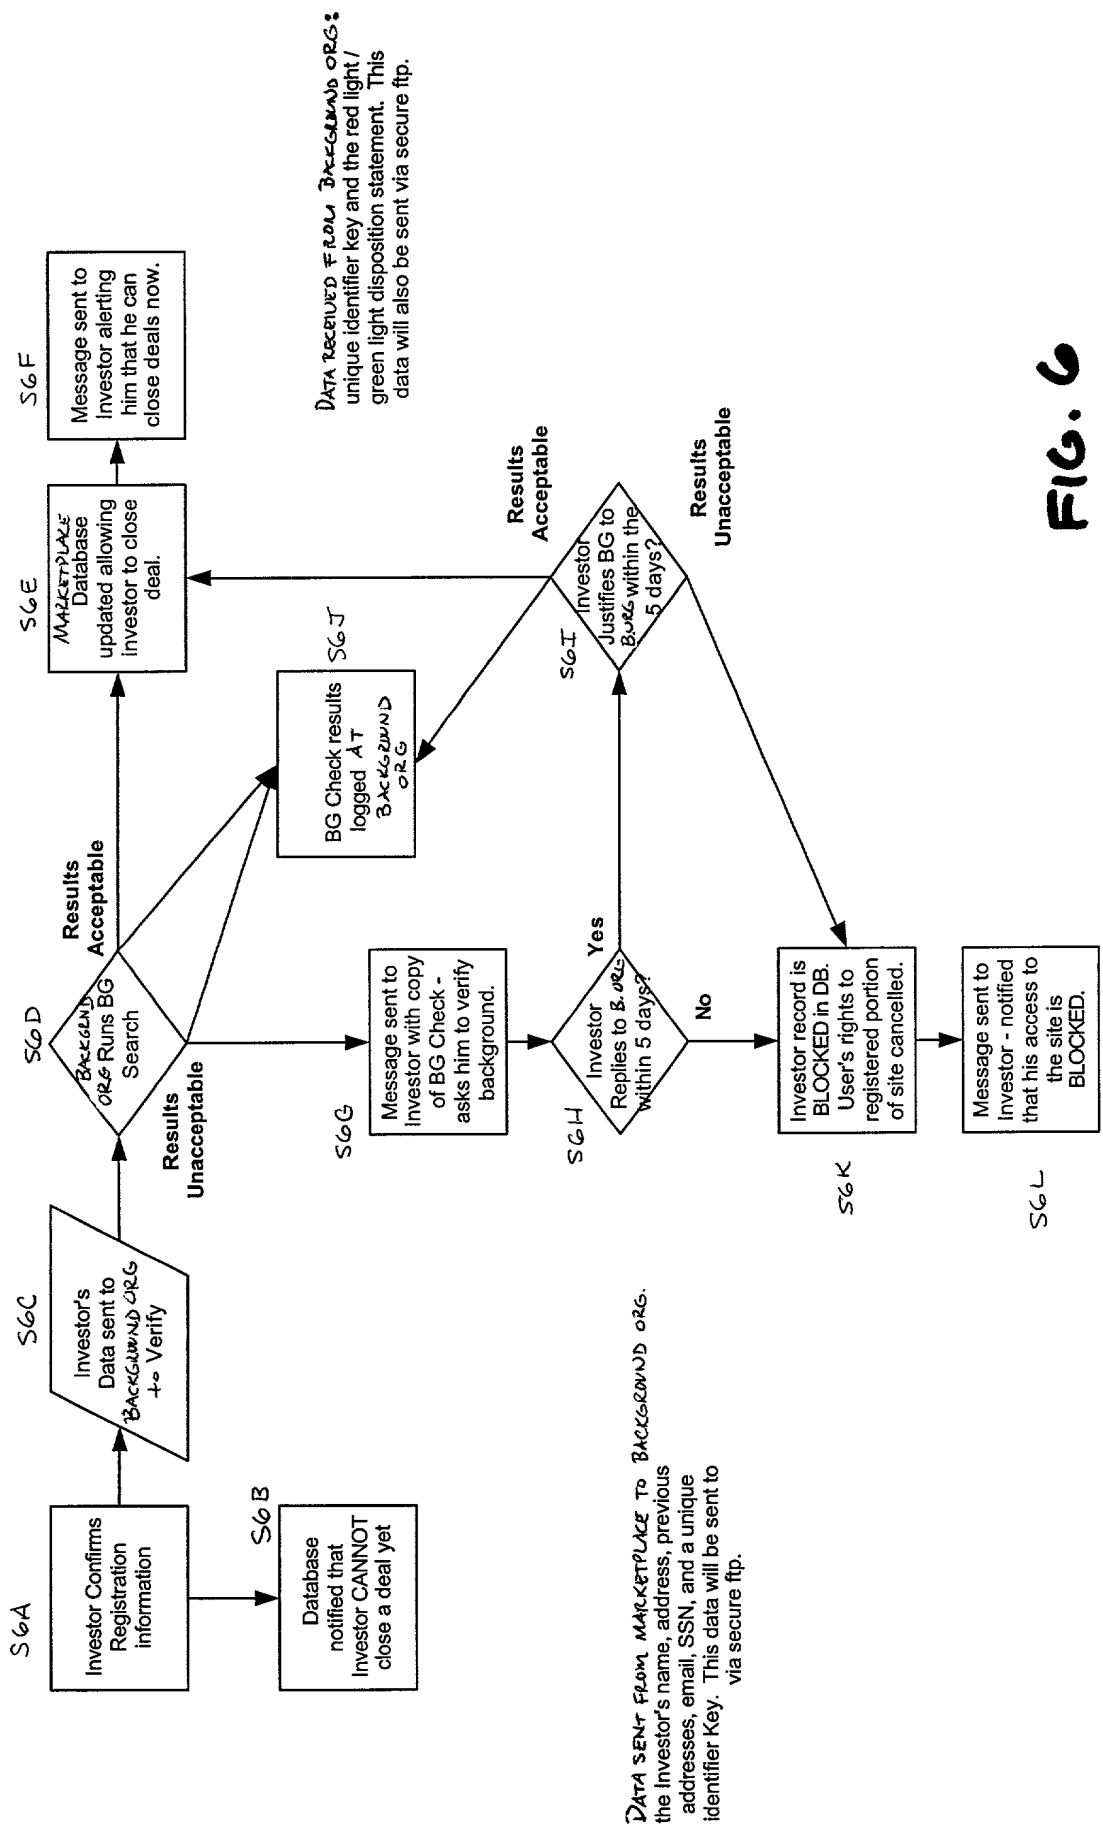 S6A
Investor Confirms
Registration
information
S6B
Database
notified that
Investor CANNOT
close a deal yet
S6C
Investor's
Data sent to
BACKGROUND ORG
to Verify
S6D
BACKGRND
ORG Runs BG
Search
Results
Acceptable
Results
Unacceptable
S6E
MARKETPLACE
Database
updated allowing
investor to close
deal.
S6F
Message sent to
Investor alerting
him that he can
close deals now.
S6J
BG Check results
logged AT
BACKGROUND
ORG
S6G
Message sent to
Investor with copy
of BG Check -
asks him to verify
background.
S6H
Investor
Replies to B.ORG
within 5 days?
Yes
No
S6I
Investor
Justifies BG to
B.ORG within the
5 days?
Results
Acceptable
Results
Unacceptable
S6K
Investor record is
BLOCKED in DB.
User's rights to
registered portion
of site cancelled.
S6L
Message sent to
Investor - notified
that his access to
the site is
BLOCKED.
DATA RECEIVED FROM BACKGROUND ORG:
unique identifier key and the red light /
green light disposition statement. This
data will also be sent via secure ftp.
DATA SENT FROM MARKETPLACE TO BACKGROUND ORG.
the Investor's name, address, previous
addresses, email, SSN, and a unique
identifier Key. This data will be sent to
via secure ftp.
FIG. 6